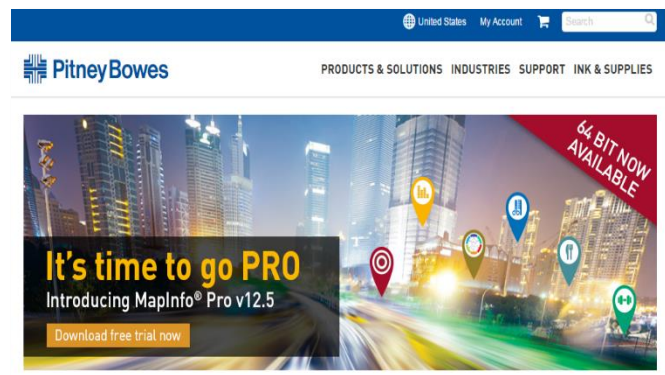 United States My Account Search
Pitney Bowes
PRODUCTS & SOLUTIONS INDUSTRIES SUPPORT INK & SUPPLIES
64 BIT NOW
AVAILABLE
It's time to go PRO
Introducing MapInfo® Pro v12.5
Download free trial now